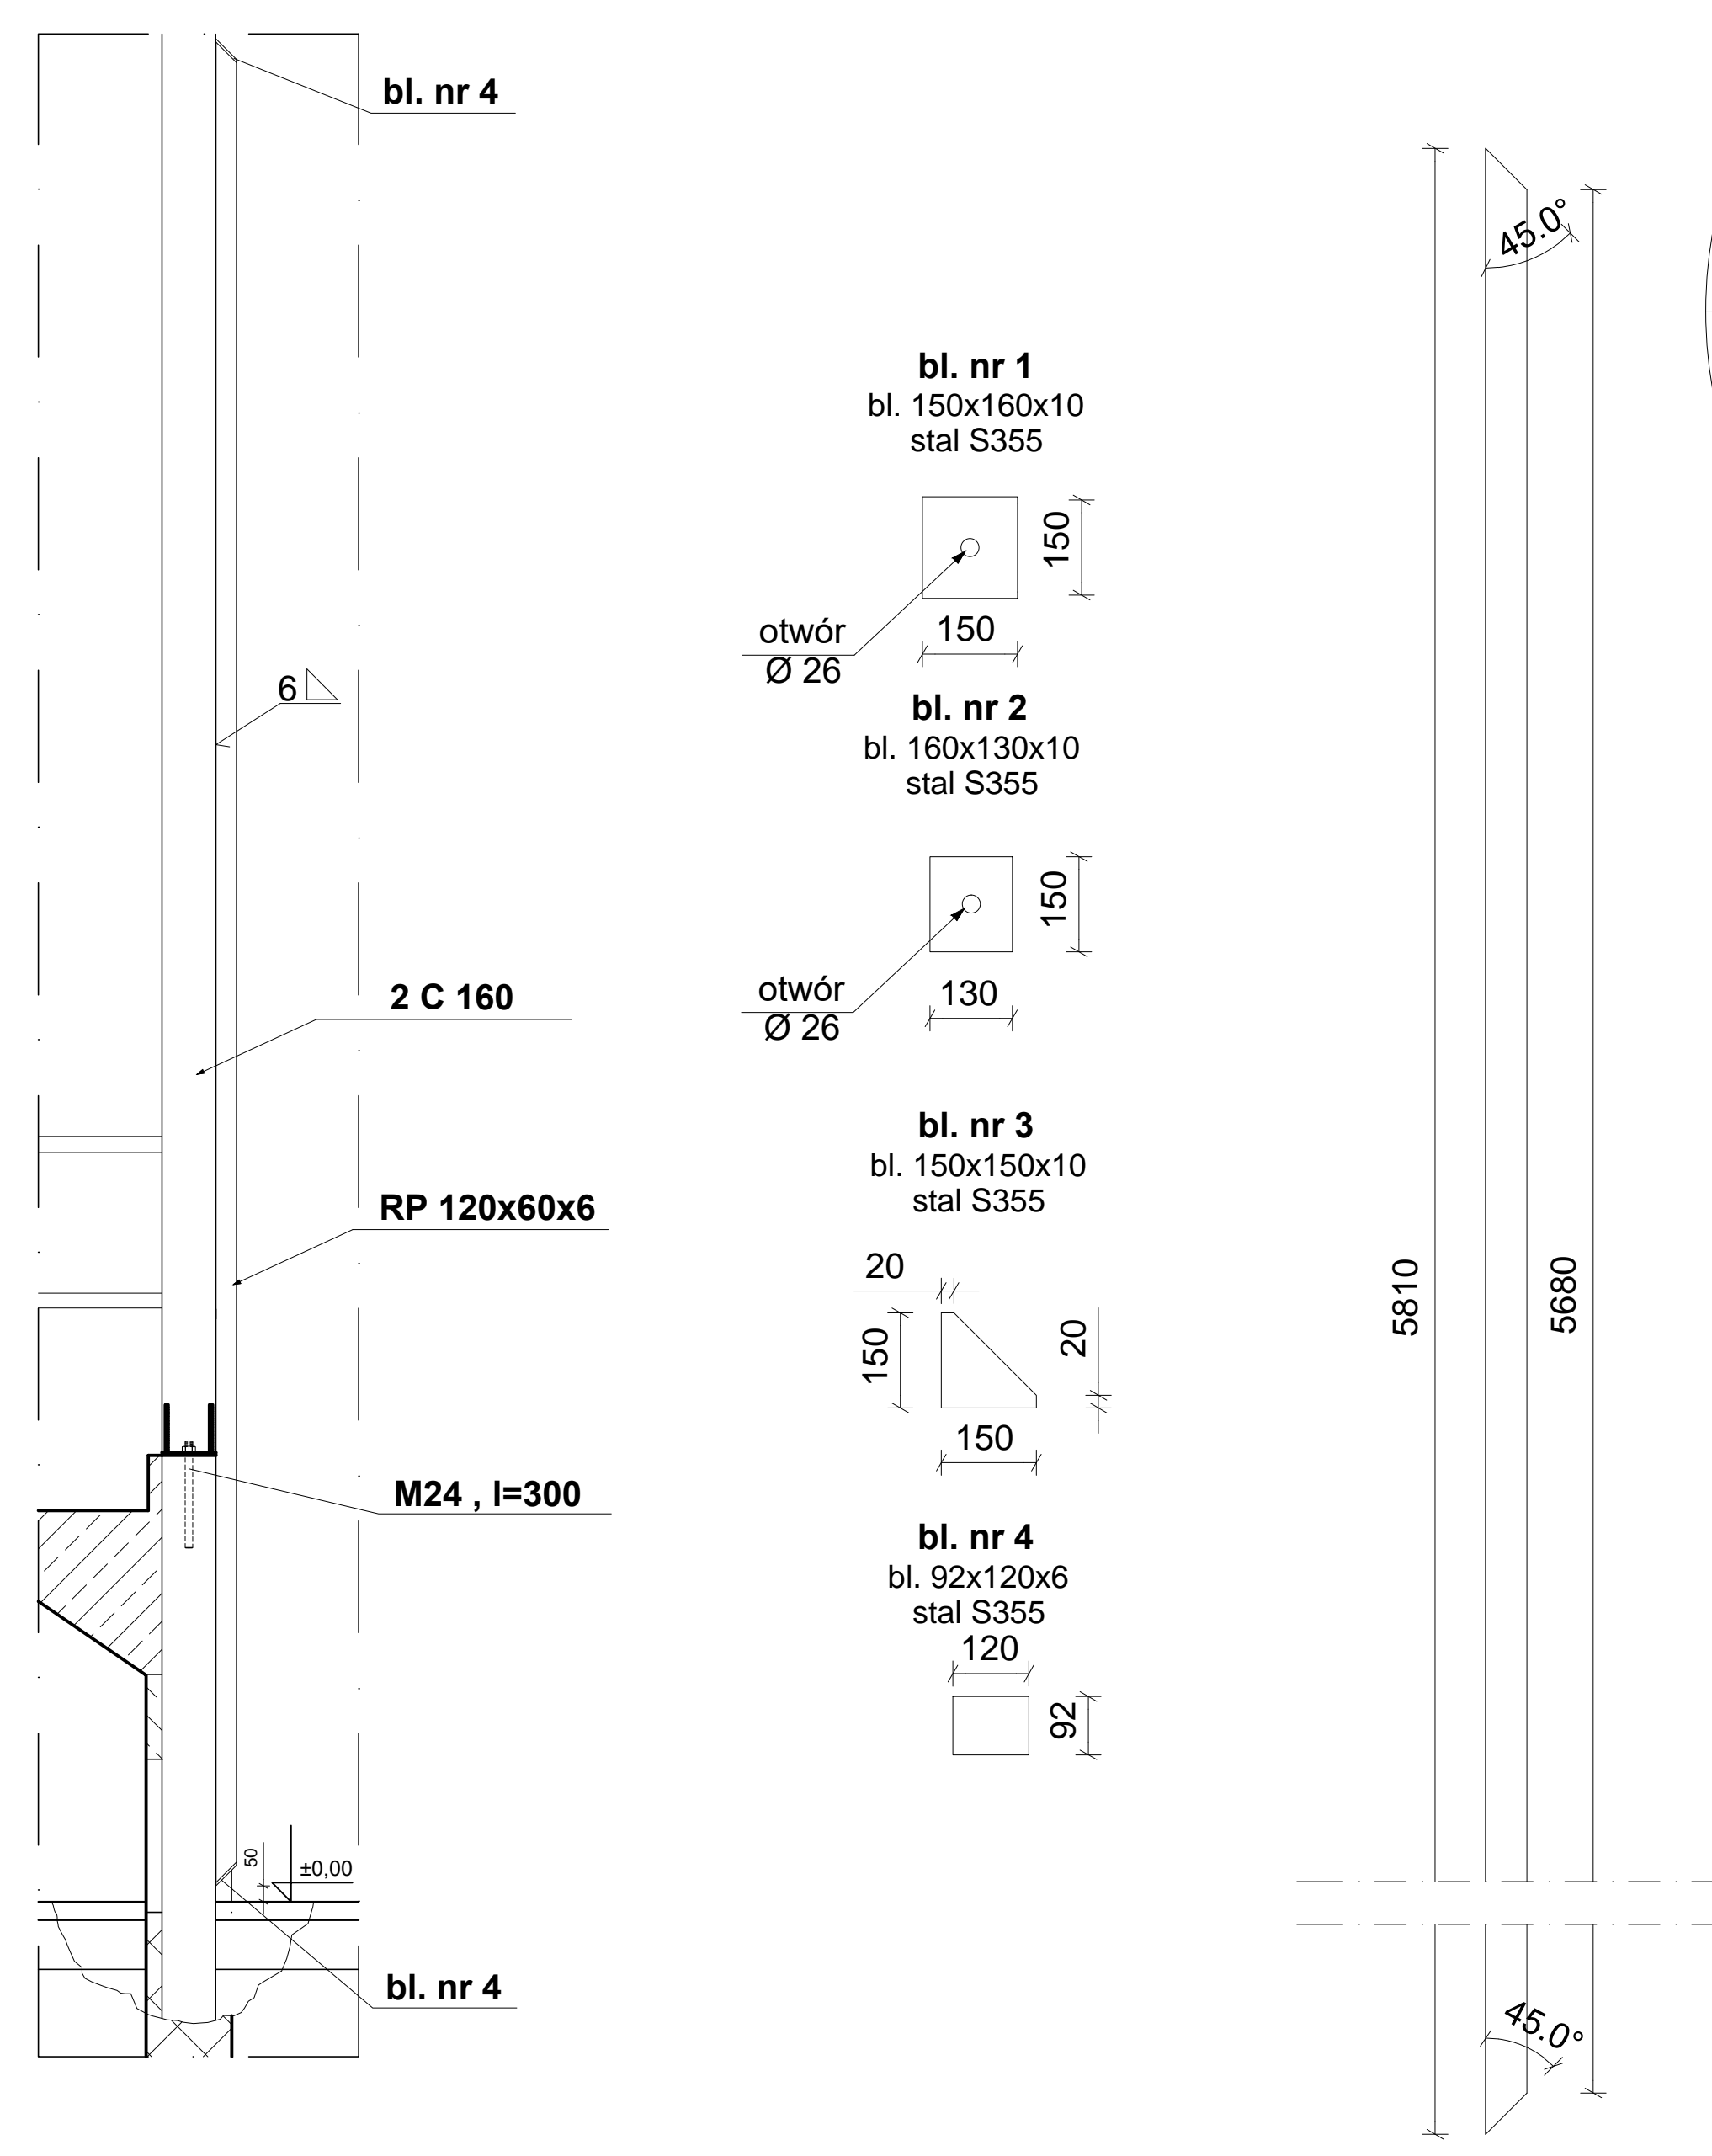 bl. nr 4
6
2 C 160
RP 120x60x6
M24 , l=300
50
±0,00
bl. nr 4
bl. nr 1
bl. 150x160x10
stal S355
150
150
otwór
Ø 26
bl. nr 2
bl. 160x130x10
stal S355
150
130
otwór
Ø 26
bl. nr 3
bl. 150x150x10
stal S355
20
150
20
150
bl. nr 4
bl. 92x120x6
stal S355
120
92
45.0°
5810
5680
45.0°